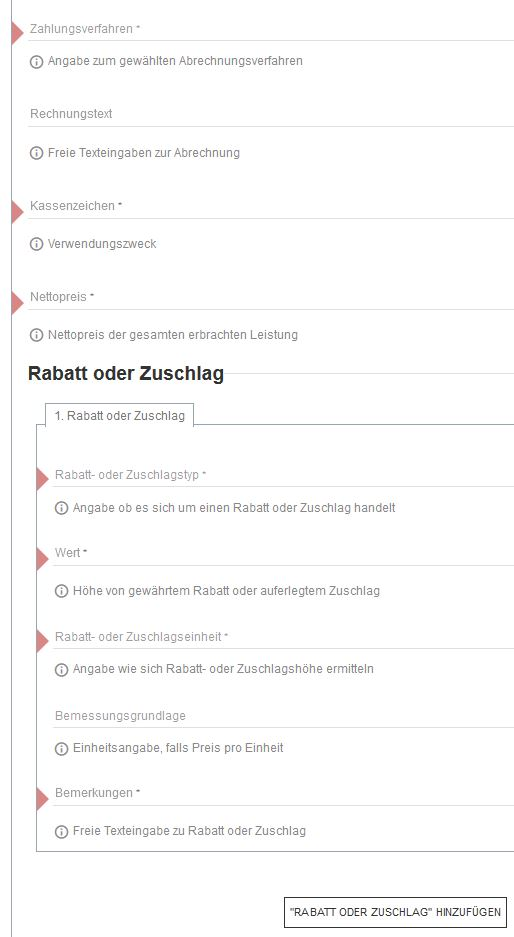 Zahlungsverfahren *
Angabe zum gewählten Abrechnungsverfahren
Rechnungstext
Freie Texteingaben zur Abrechnung
Kassenzeichen *
Verwendungszweck
Nettopreis *
Nettopreis der gesamten erbrachten Leistung
Rabatt oder Zuschlag
1. Rabatt oder Zuschlag
Rabatt- oder Zuschlagstyp *
Angabe ob es sich um einen Rabatt oder Zuschlag handelt
Wert *
Höhe von gewährtem Rabatt oder auferlegtem Zuschlag
Rabatt- oder Zuschlagseinheit *
Angabe wie sich Rabatt- oder Zuschlagshöhe ermitteln
Bemessungsgrundlage
Einheitsangabe, falls Preis pro Einheit
Bemerkungen *
Freie Texteingabe zu Rabatt oder Zuschlag
"RABATT ODER ZUSCHLAG" HINZUFÜGEN